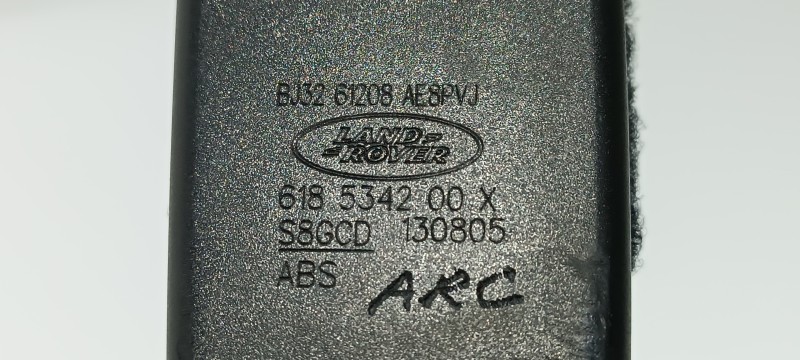 BJ32 61208 AE8PVJ
LAND-
-ROVER
618 5342 00 X
S8GCD 130805
ABS ARC